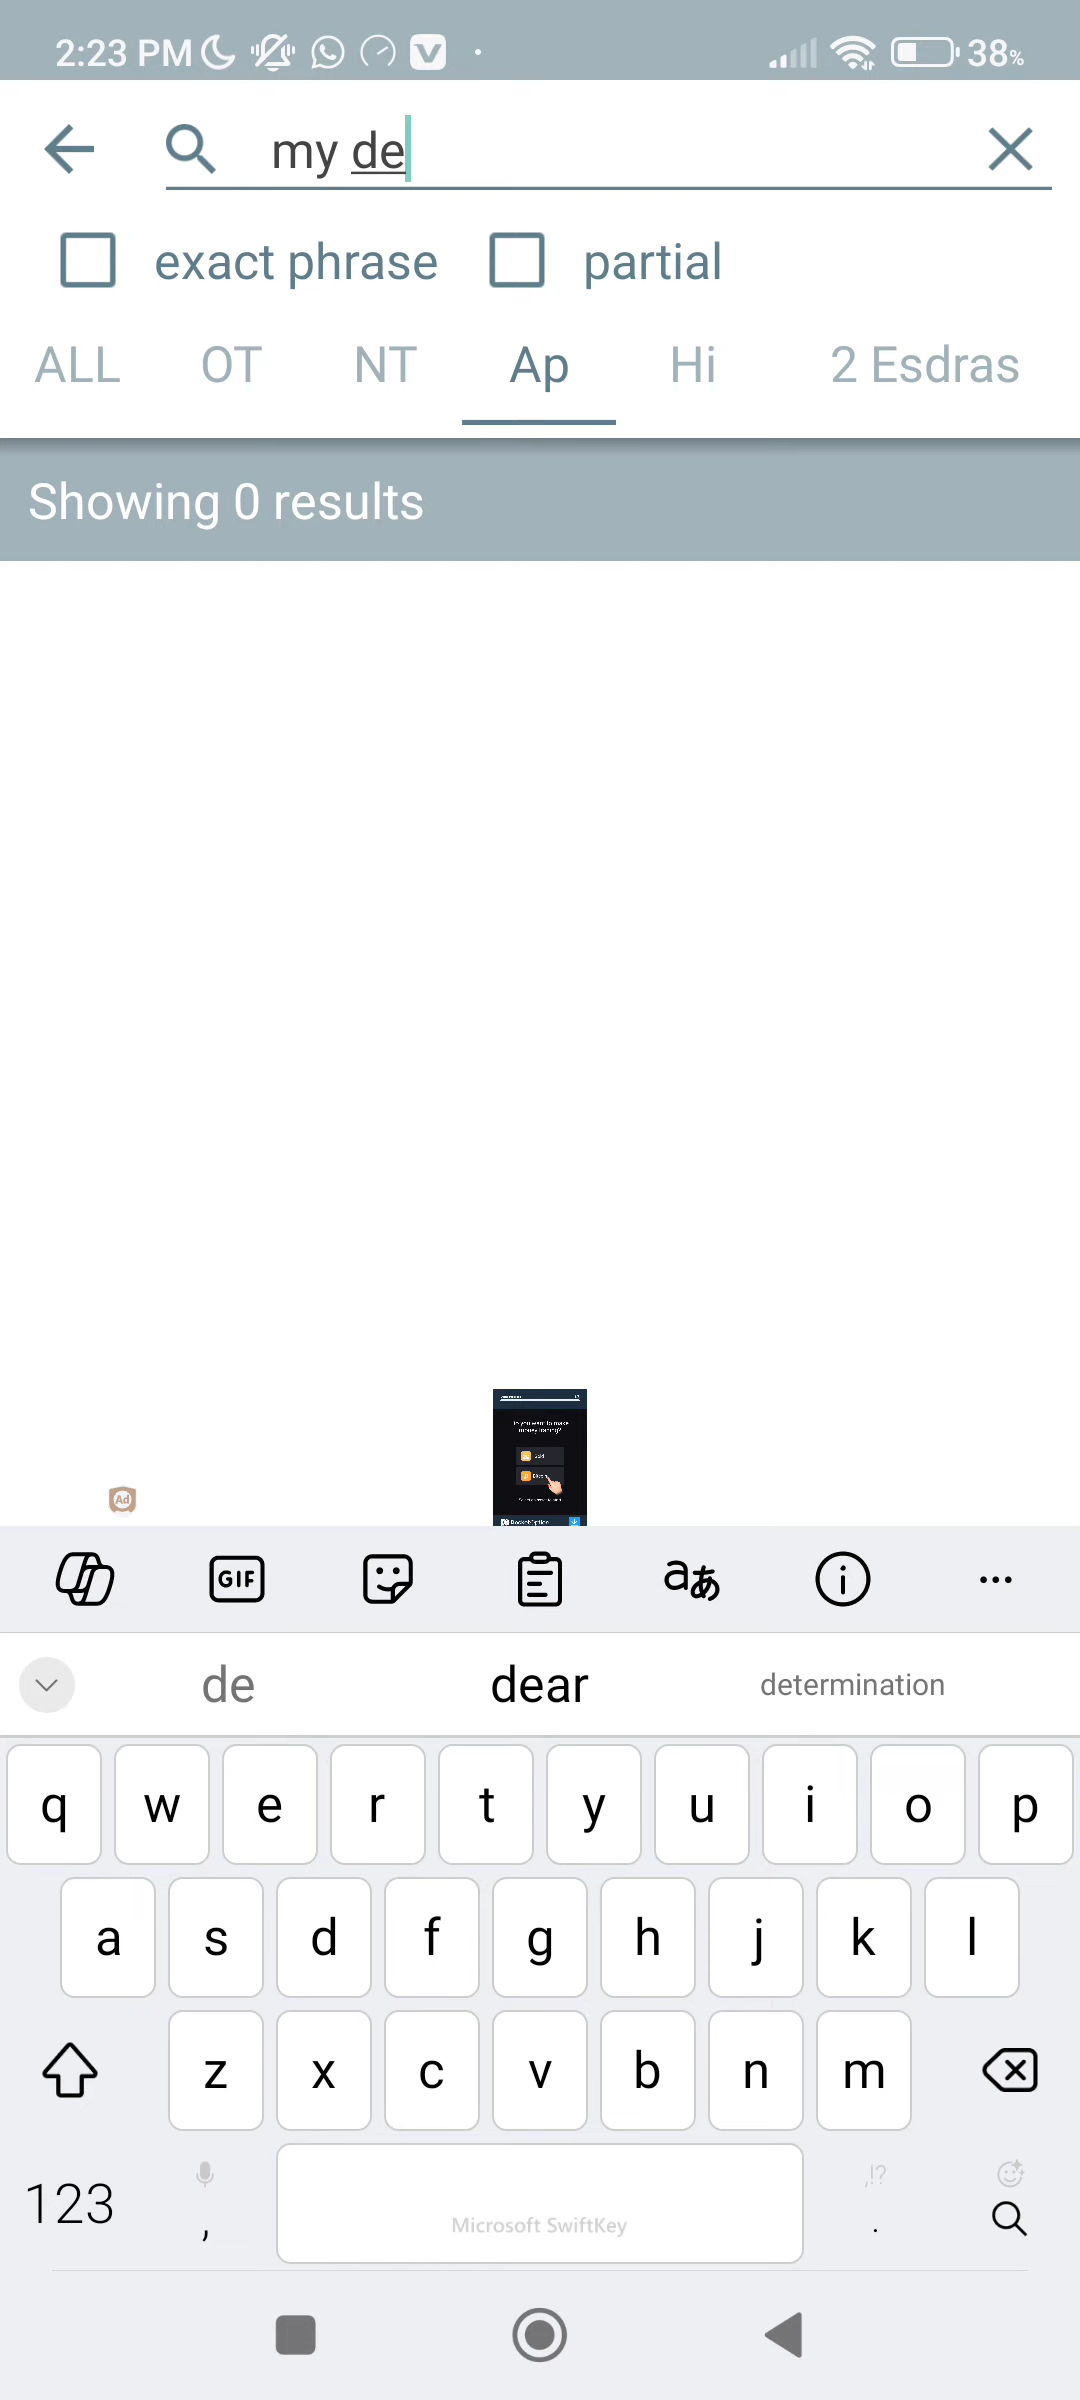 2:23 PM 38%
my de
exact phrase partial
ALL OT NT Ap Hi 2 Esdras
Showing 0 results
Ad
GIF
de dear determination
q w e r t y u i o p
a s d f g h j k l
z x c v b n m
123 , Microsoft SwiftKey ,!? .